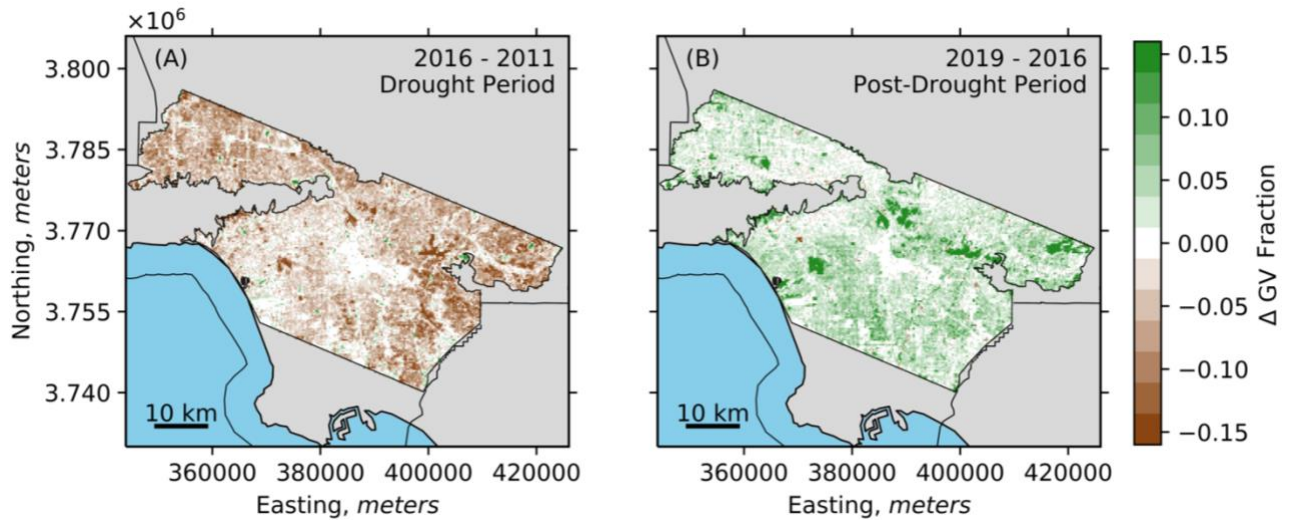 ×10⁶
(A)
2016 - 2011
Drought Period
(B)
2019 - 2016
Post-Drought Period
3.800
3.785
3.770
3.755
3.740
Northing, meters
10 km
10 km
360000 380000 400000 420000
360000 380000 400000 420000
Easting, meters
Easting, meters
0.15
0.10
0.05
0.00
−0.05
−0.10
−0.15
Δ GV Fraction